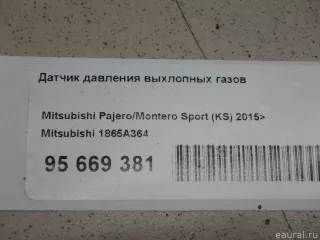 Датчик давления выхлопных газов
Mitsubishi Pajero/Montero Sport (KS) 2015>
Mitsubishi 1865A364
95 669 381
eaural.ru